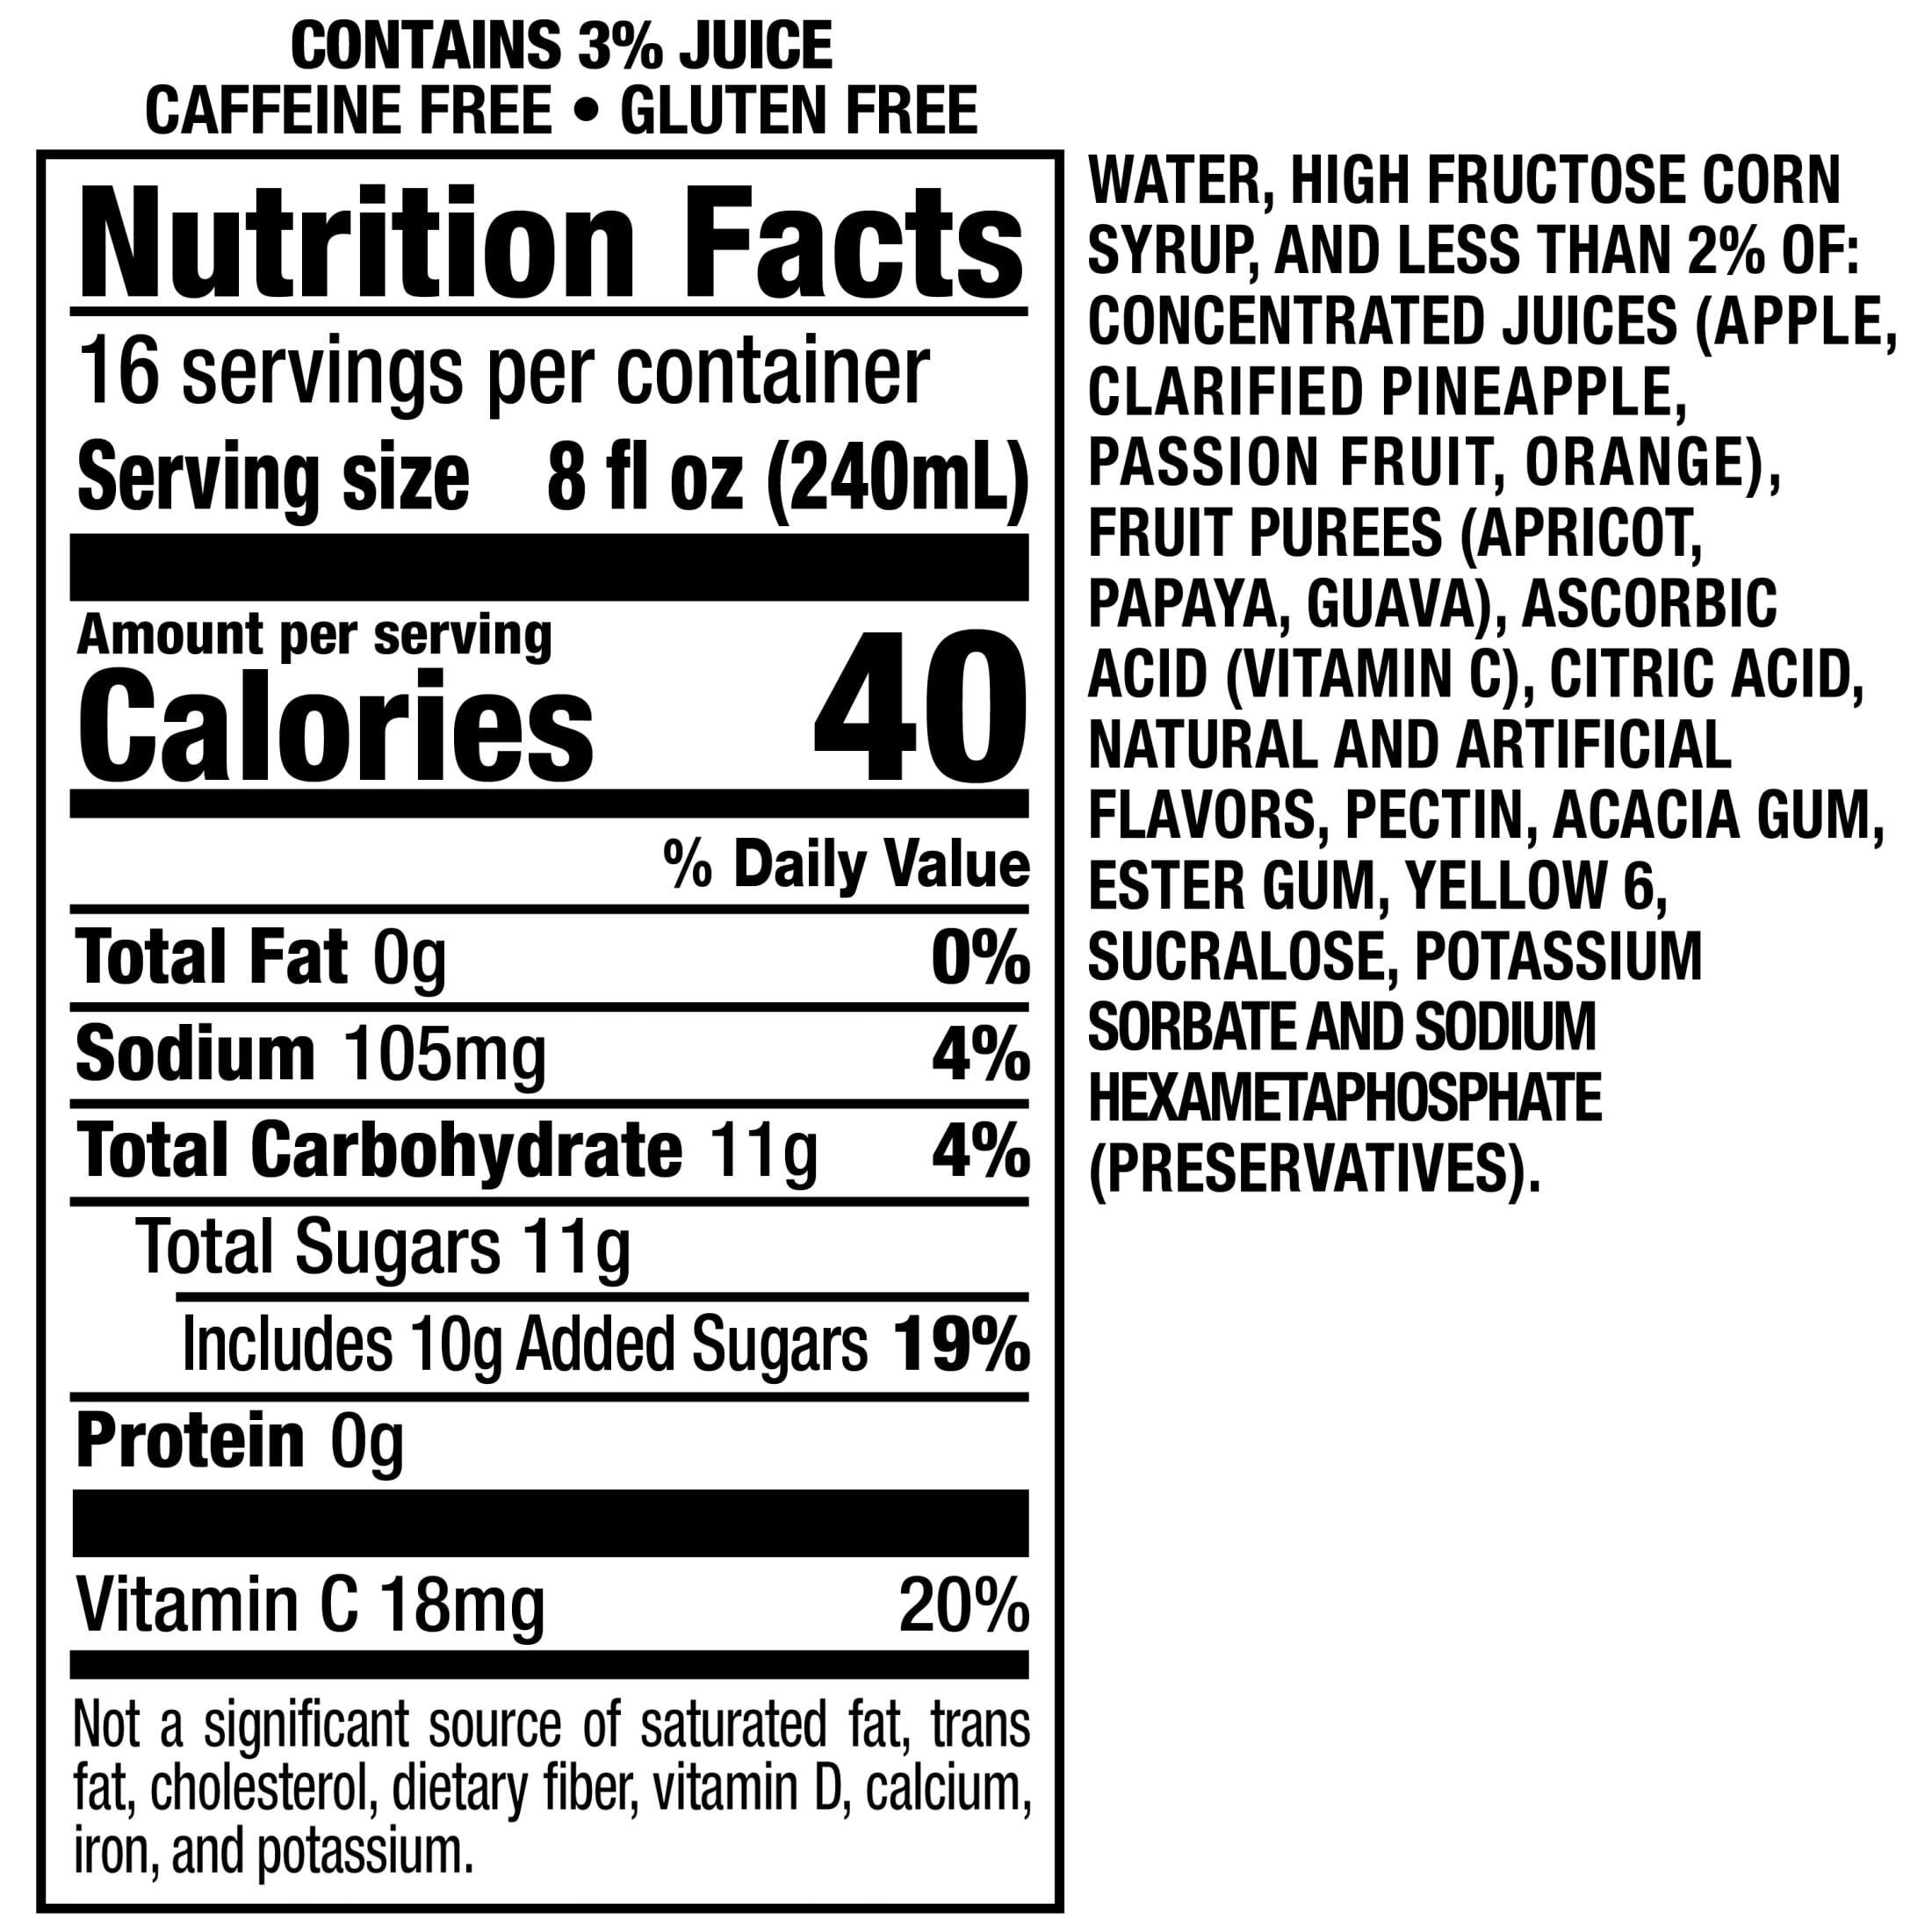 CONTAINS 3% JUICE
CAFFEINE FREE • GLUTEN FREE
Nutrition Facts
16 servings per container
Serving size 8 fl oz (240mL)
Amount per serving
Calories 40
% Daily Value
Total Fat 0g 0%
Sodium 105mg 4%
Total Carbohydrate 11g 4%
Total Sugars 11g
Includes 10g Added Sugars 19%
Protein 0g
Vitamin C 18mg 20%
Not a significant source of saturated fat, trans
fat, cholesterol, dietary fiber, vitamin D, calcium,
iron, and potassium.
WATER, HIGH FRUCTOSE CORN
SYRUP, AND LESS THAN 2% OF:
CONCENTRATED JUICES (APPLE,
CLARIFIED PINEAPPLE,
PASSION FRUIT, ORANGE),
FRUIT PUREES (APRICOT,
PAPAYA, GUAVA), ASCORBIC
ACID (VITAMIN C), CITRIC ACID,
NATURAL AND ARTIFICIAL
FLAVORS, PECTIN, ACACIA GUM,
ESTER GUM, YELLOW 6,
SUCRALOSE, POTASSIUM
SORBATE AND SODIUM
HEXAMETAPHOSPHATE
(PRESERVATIVES).